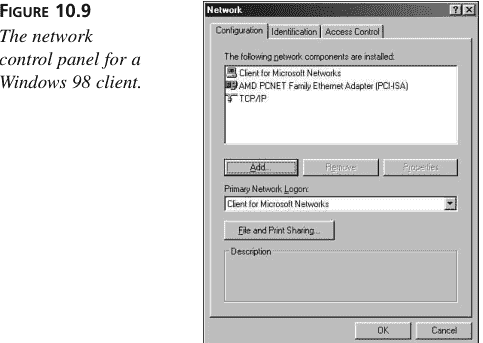 FIGURE 10.9
The network
control panel for a
Windows 98 client.
Network
Configuration Identification Access Control
The following network components are installed:
Client for Microsoft Networks
AMD PCNET Family Ethernet Adapter (PCI-ISA)
TCP/IP
Add... Remove Properties
Primary Network Logon:
Client for Microsoft Networks
File and Print Sharing...
Description
OK Cancel